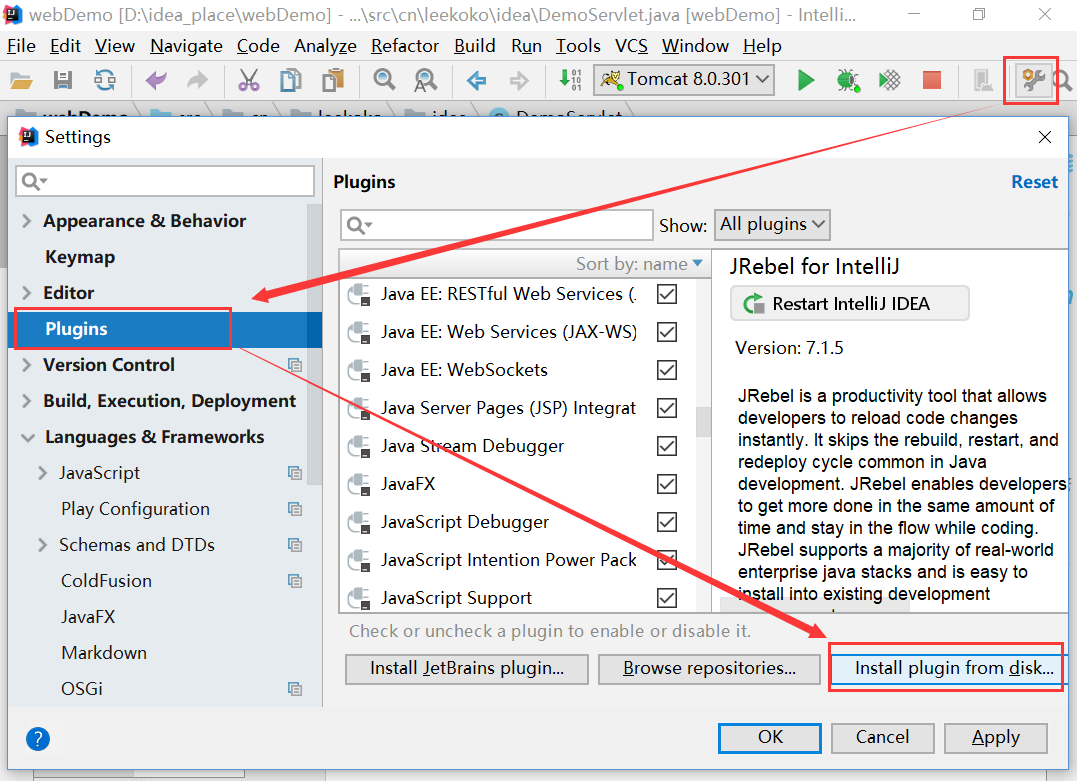 webDemo [D:\idea_place\webDemo] - ...\src\cn\leekoko\idea\DemoServlet.java [webDemo] - Intelli...
File Edit View Navigate Code Analyze Refactor Build Run Tools VCS Window Help
Tomcat 8.0.301
Settings
Plugins
Reset
Show: All plugins
Appearance & Behavior
Keymap
Editor
Plugins
Version Control
Build, Execution, Deployment
Languages & Frameworks
JavaScript
Play Configuration
Schemas and DTDs
ColdFusion
JavaFX
Markdown
OSGi
Sort by: name
Java EE: RESTful Web Services (.
Java EE: Web Services (JAX-WS)
Java EE: WebSockets
Java Server Pages (JSP) Integrat
Java Stream Debugger
JavaFX
JavaScript Debugger
JavaScript Intention Power Pack
JavaScript Support
JRebel for IntelliJ
Restart IntelliJ IDEA
Version: 7.1.5
JRebel is a productivity tool that allows
developers to reload code changes
instantly. It skips the rebuild, restart, and
redeploy cycle common in Java
development. JRebel enables developers
to get more done in the same amount of
time and stay in the flow while coding.
JRebel supports a majority of real-world
enterprise java stacks and is easy to
install into existing development
Check or uncheck a plugin to enable or disable it.
Install JetBrains plugin...
Browse repositories...
Install plugin from disk...
?
OK
Cancel
Apply